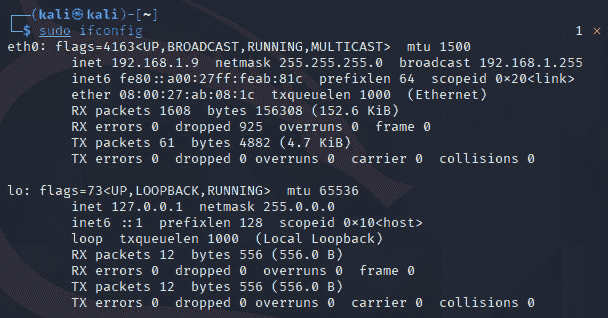 ┌──(kali㉿kali)-[~]
└─$ sudo ifconfig 1 ⨯
eth0: flags=4163<UP,BROADCAST,RUNNING,MULTICAST> mtu 1500
inet 192.168.1.9 netmask 255.255.255.0 broadcast 192.168.1.255
inet6 fe80::a00:27ff:feab:81c prefixlen 64 scopeid 0×20<link>
ether 08:00:27:ab:08:1c txqueuelen 1000 (Ethernet)
RX packets 1608 bytes 156308 (152.6 KiB)
RX errors 0 dropped 925 overruns 0 frame 0
TX packets 61 bytes 4882 (4.7 KiB)
TX errors 0 dropped 0 overruns 0 carrier 0 collisions 0
lo: flags=73<UP,LOOPBACK,RUNNING> mtu 65536
inet 127.0.0.1 netmask 255.0.0.0
inet6 ::1 prefixlen 128 scopeid 0×10<host>
loop txqueuelen 1000 (Local Loopback)
RX packets 12 bytes 556 (556.0 B)
RX errors 0 dropped 0 overruns 0 frame 0
TX packets 12 bytes 556 (556.0 B)
TX errors 0 dropped 0 overruns 0 carrier 0 collisions 0